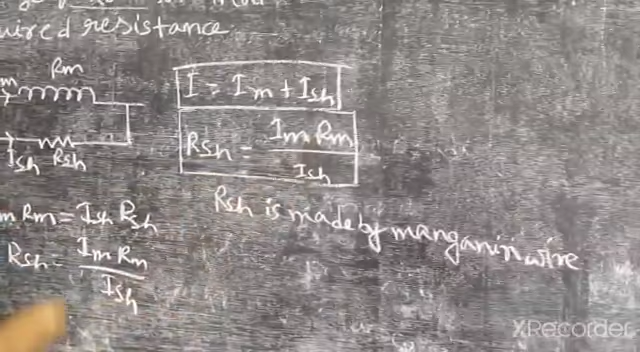 uired resistance
Rm
m
Ish Rsh
I = Im + Ish
Rsh = Im. Rm / Ish
m Rm = Ish Rsh
Rsh = Im Rm / Ish
Rsh is made by manganin wire
XRecorder